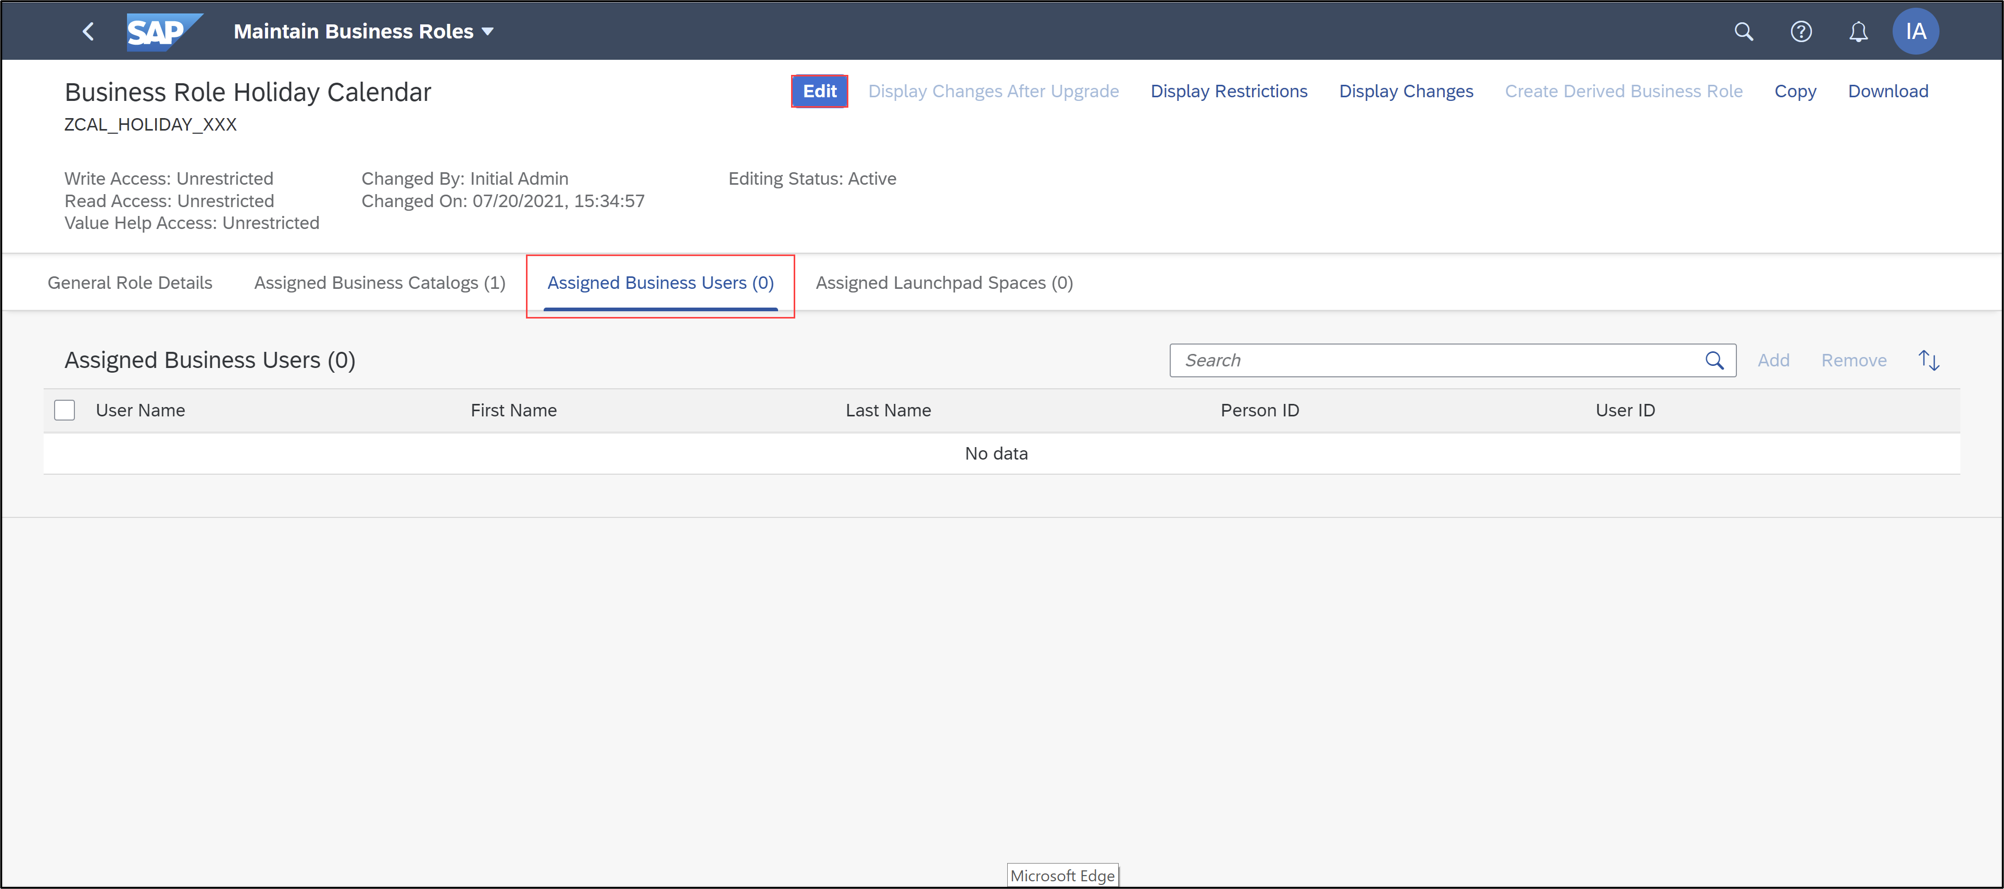 SAP Maintain Business Roles IA
Business Role Holiday Calendar
ZCAL_HOLIDAY_XXX
Edit Display Changes After Upgrade Display Restrictions Display Changes Create Derived Business Role Copy Download
Write Access: Unrestricted
Read Access: Unrestricted
Value Help Access: Unrestricted
Changed By: Initial Admin
Changed On: 07/20/2021, 15:34:57
Editing Status: Active
General Role Details Assigned Business Catalogs (1) Assigned Business Users (0) Assigned Launchpad Spaces (0)
Assigned Business Users (0) Search Add Remove
User Name First Name Last Name Person ID User ID
No data
Microsoft Edge